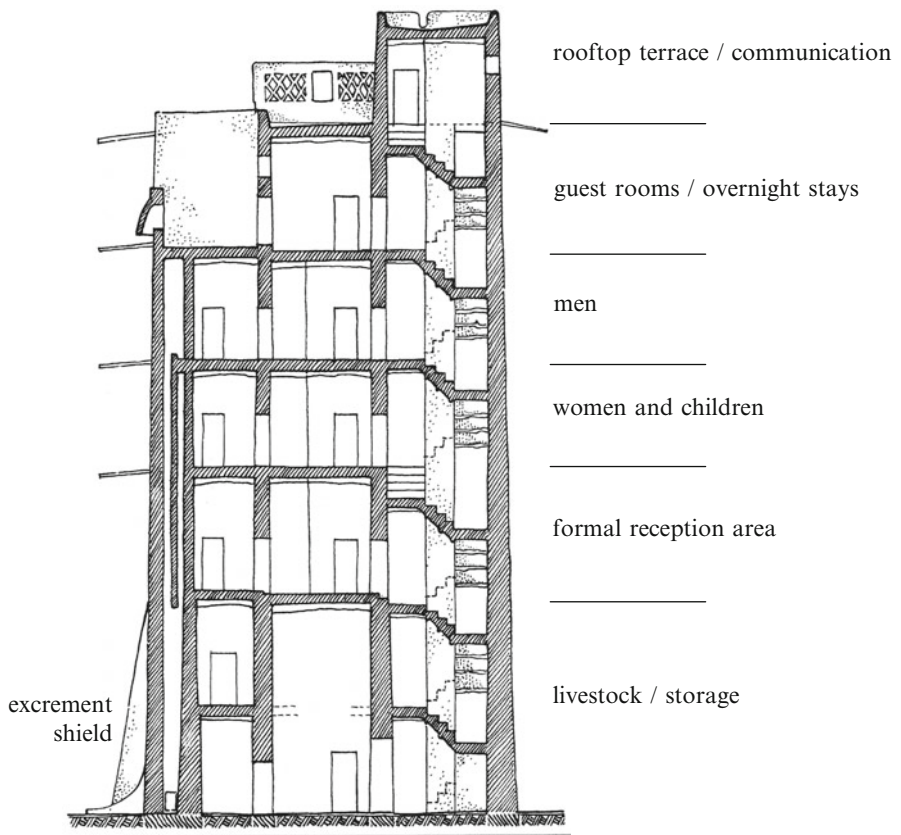 rooftop terrace / communication
guest rooms / overnight stays
men
women and children
formal reception area
livestock / storage
excrement
shield